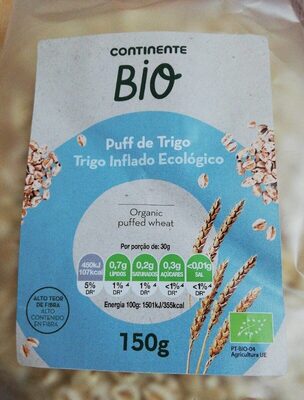 CONTINENTE
BIO
Puff de Trigo
Trigo Inflado Ecológico
Organic
puffed wheat
Por porção de: 30g
450kJ 0,7g 0,2g 0,3g <0,01g
107kcal LÍPIDOS SATURADOS AÇÚCARES SAL
5% 1% 1% <1% <1%
DR* DR* DR* DR* DR*
Energia 100g: 1501kJ/355kcal
ALTO TEOR
DE FIBRA
ALTO
CONTENIDO
EN FIBRA
150g
PT-BIO-04
Agricultura UE